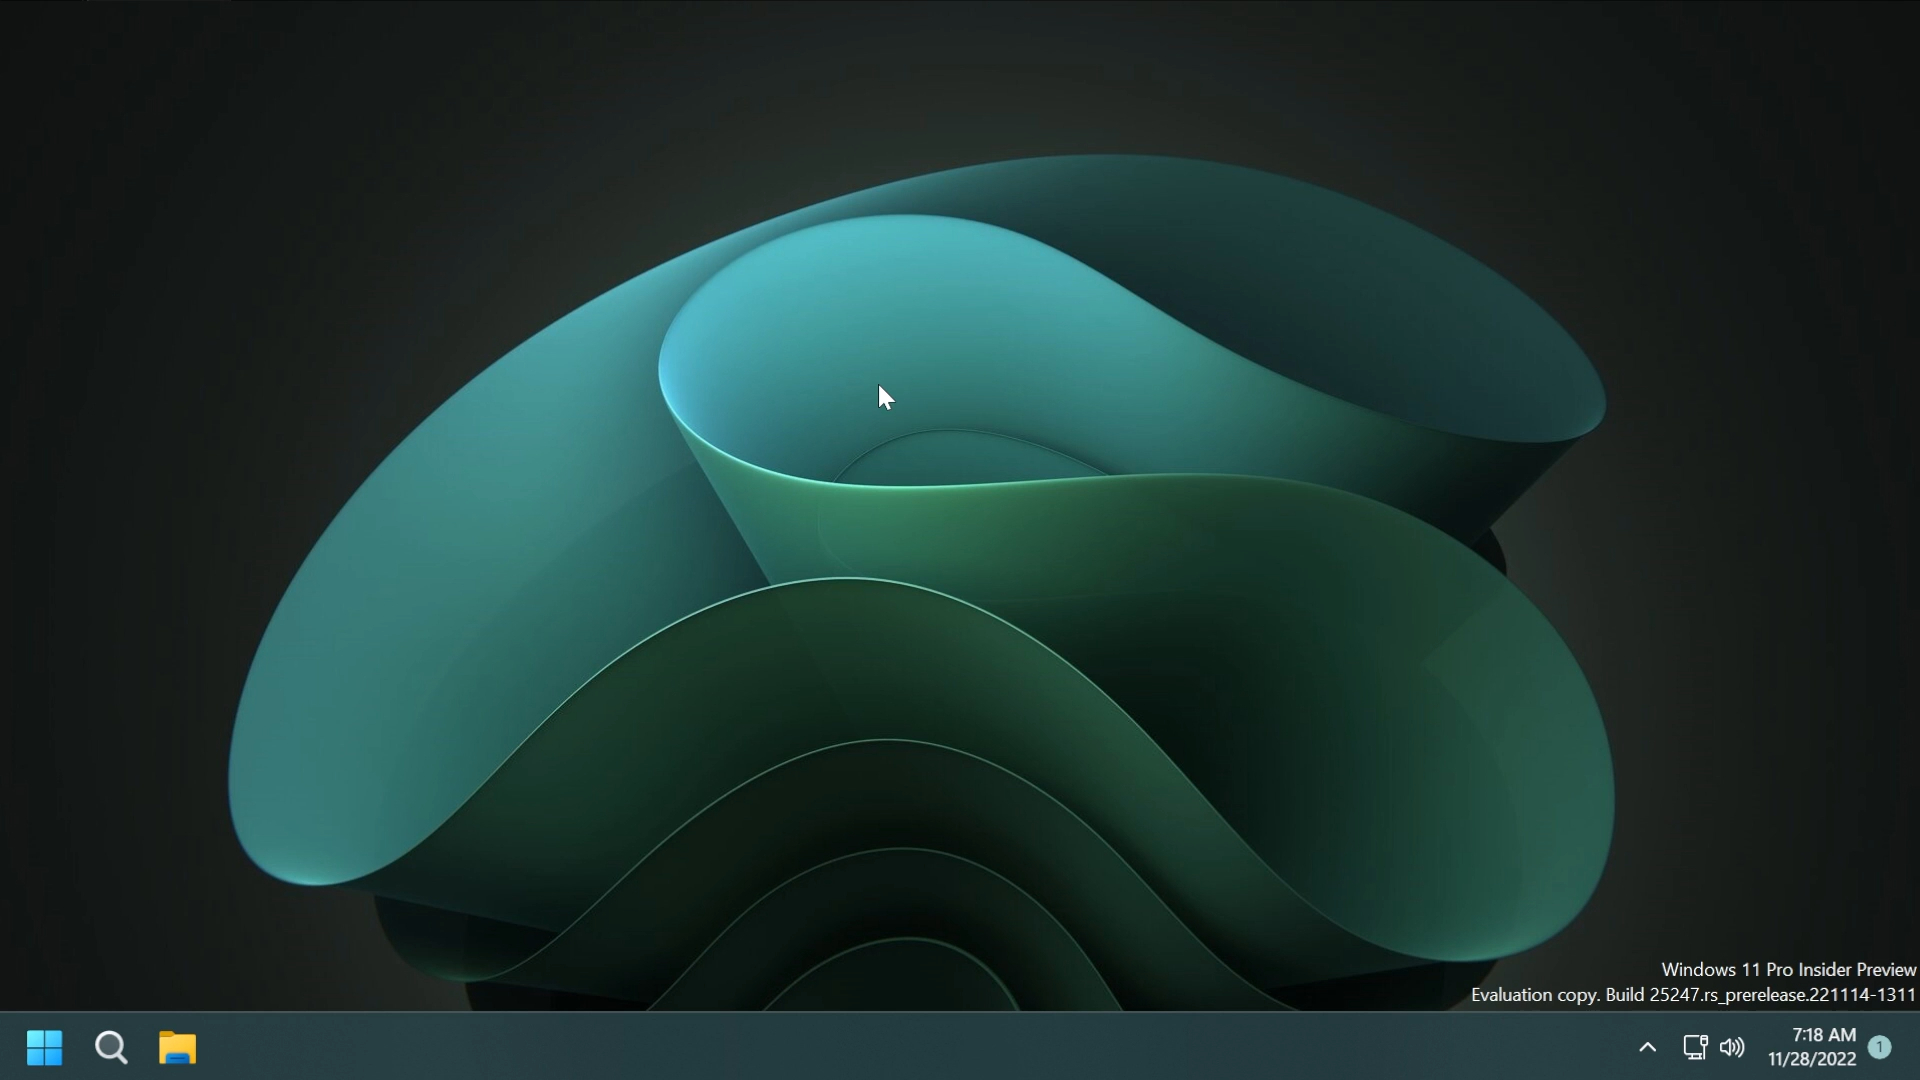 Windows 11 Pro Insider Preview
Evaluation copy. Build 25247.rs_prerelease.221114-1311
7:18 AM
11/28/2022
1